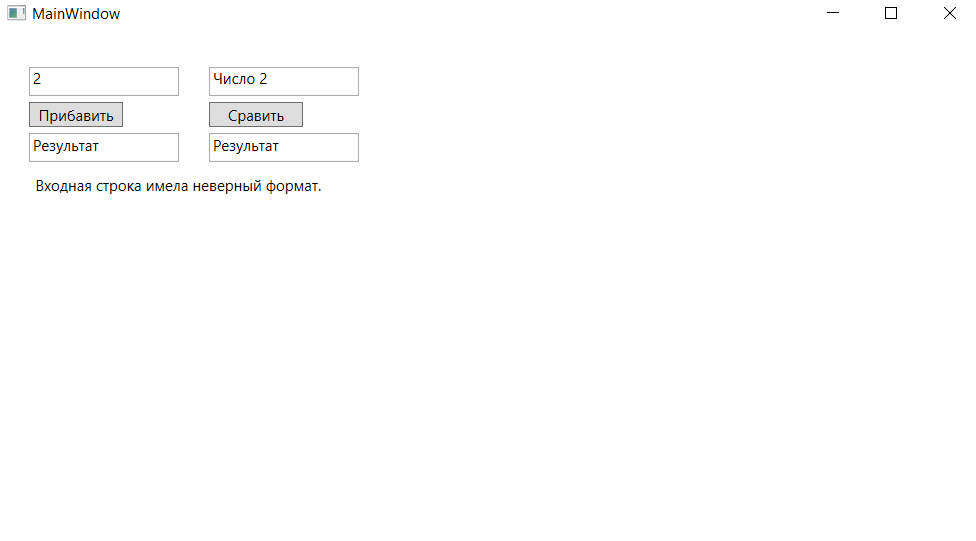 MainWindow
2 Число 2
Прибавить Сравить
Результат Результат
Входная строка имела неверный формат.